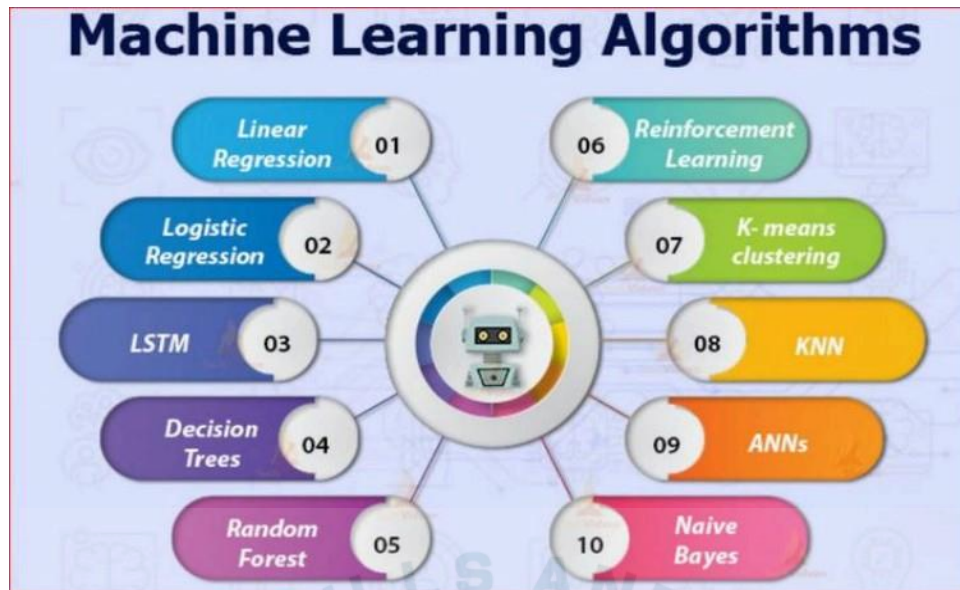 Machine Learning Algorithms
Linear
Regression
01
Logistic
Regression
02
LSTM
03
Decision
Trees
04
Random
Forest
05
06
Reinforcement
Learning
07
K- means
clustering
08
KNN
09
ANNs
10
Naive
Bayes